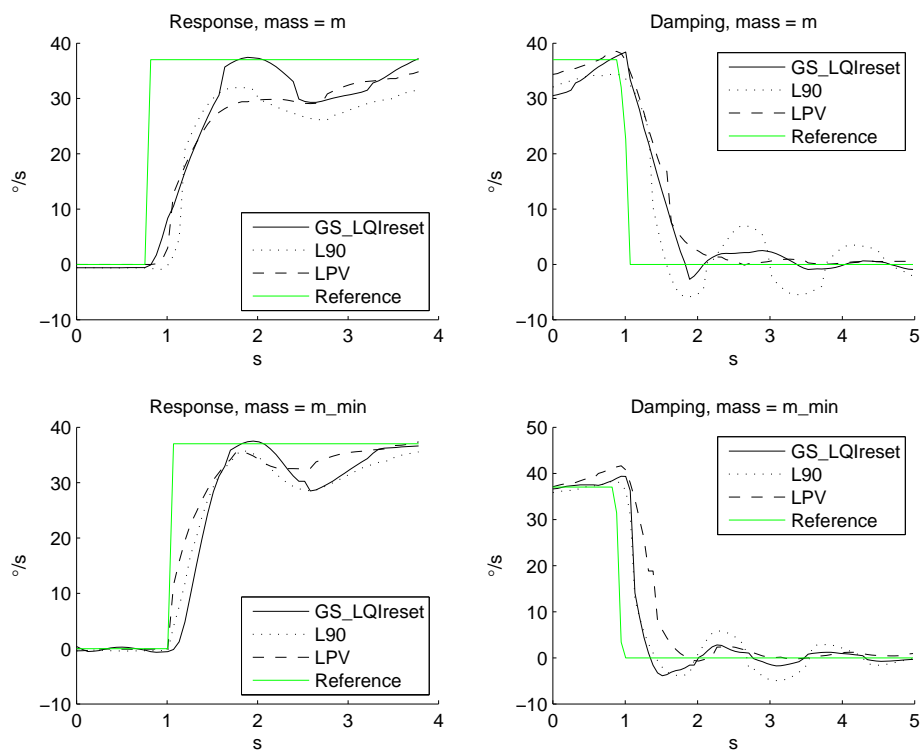 Response, mass = m
40
30
20
10
0
−10
0
1
2
3
4
°/s
s
GS_LQIreset
L90
LPV
Reference
Damping, mass = m
40
30
20
10
0
−10
0
1
2
3
4
5
°/s
s
GS_LQIreset
L90
LPV
Reference
Response, mass = m_min
40
30
20
10
0
−10
0
1
2
3
4
°/s
s
GS_LQIreset
L90
LPV
Reference
Damping, mass = m_min
50
40
30
20
10
0
−10
0
1
2
3
4
5
°/s
s
GS_LQIreset
L90
LPV
Reference